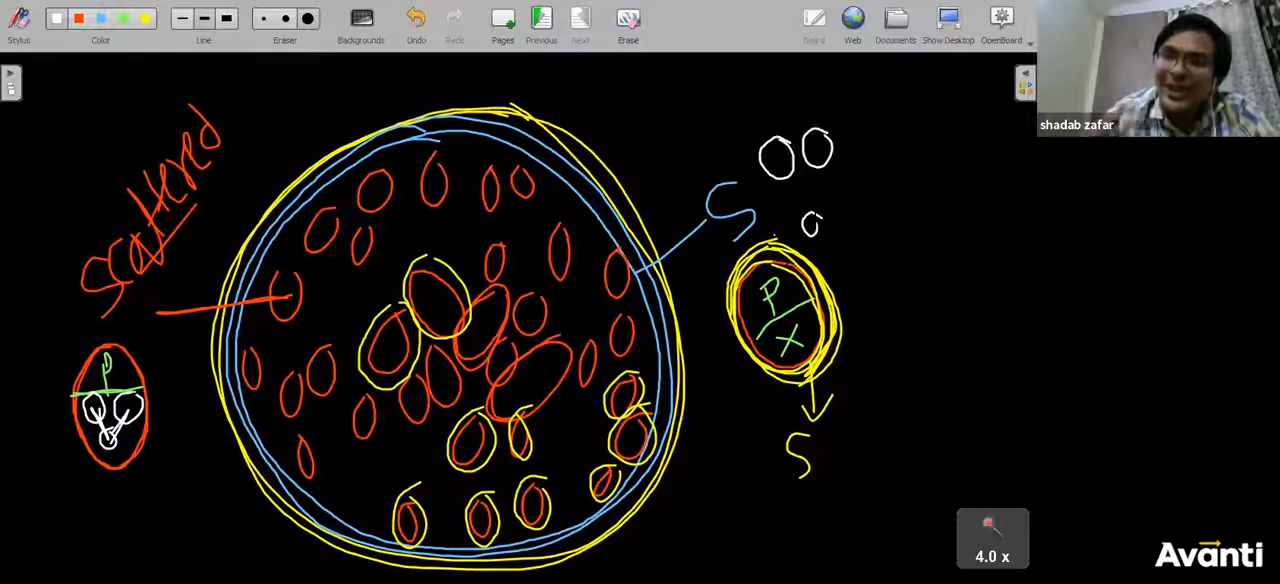 Stylus
Color
Line
Eraser
Backgrounds
Undo
Redo
Pages
Previous
Next
Erase
Board
Web
Documents
Show Desktop
OpenBoard
shadab zafar
Scattered
S
P
X
P
S
4.0 x
Avanti